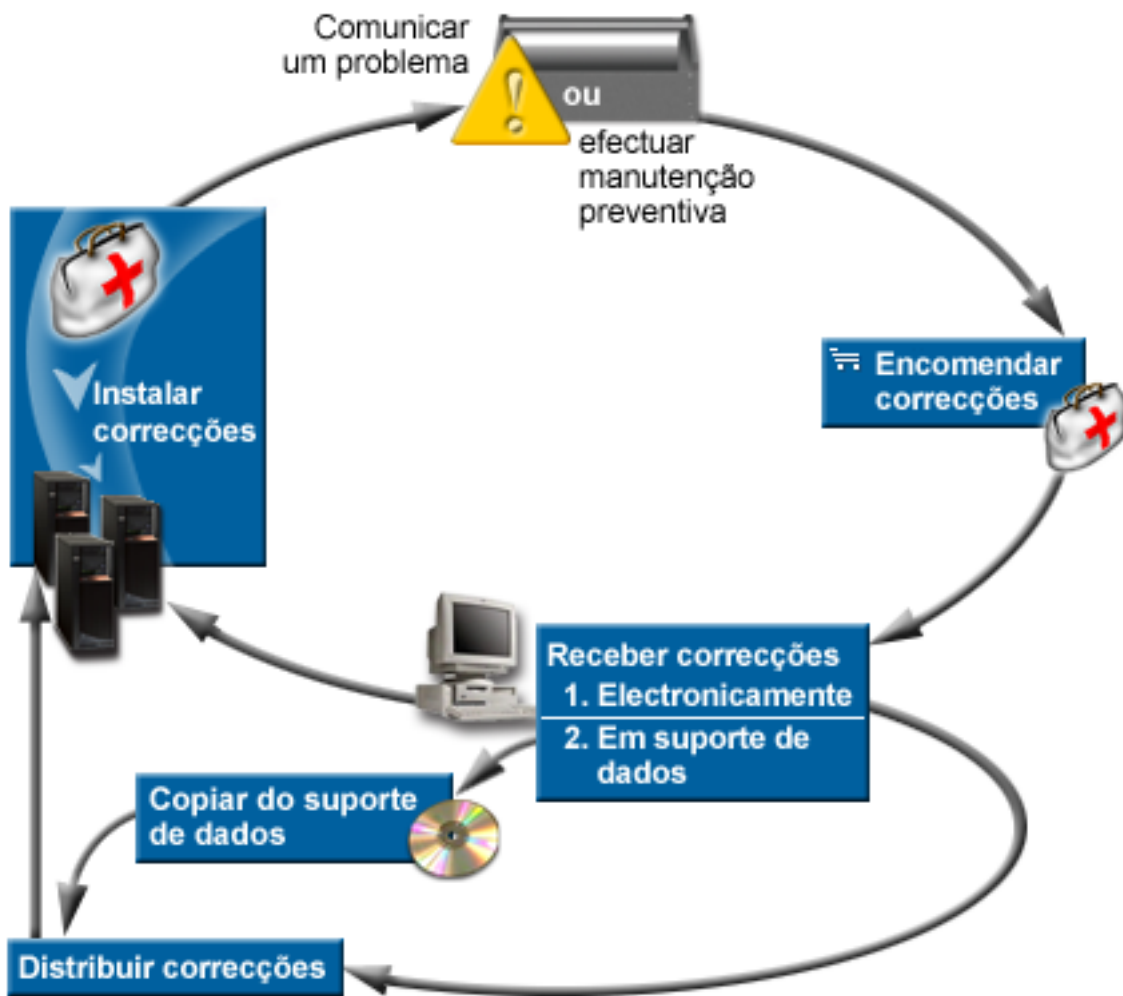 Comunicar
um problema
ou
efectuar
manutenção
preventiva
Encomendar
correcções
Receber correcções
1. Electronicamente
2. Em suporte de
dados
Copiar do suporte
de dados
Distribuir correcções
Instalar
correcções